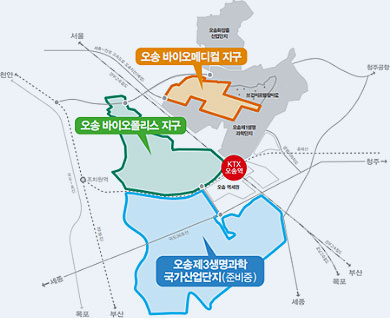 오송화장품
산업단지
서울
청주공항
오송 바이오메디컬 지구
천안
오송 바이오폴리스 지구
오송제1생명
과학단지
KTX
오송역
청주
조치원역
오송 역세권
오송제3생명과학
국가산업단지(준비중)
세종
부산
세종
목포
부산
목포